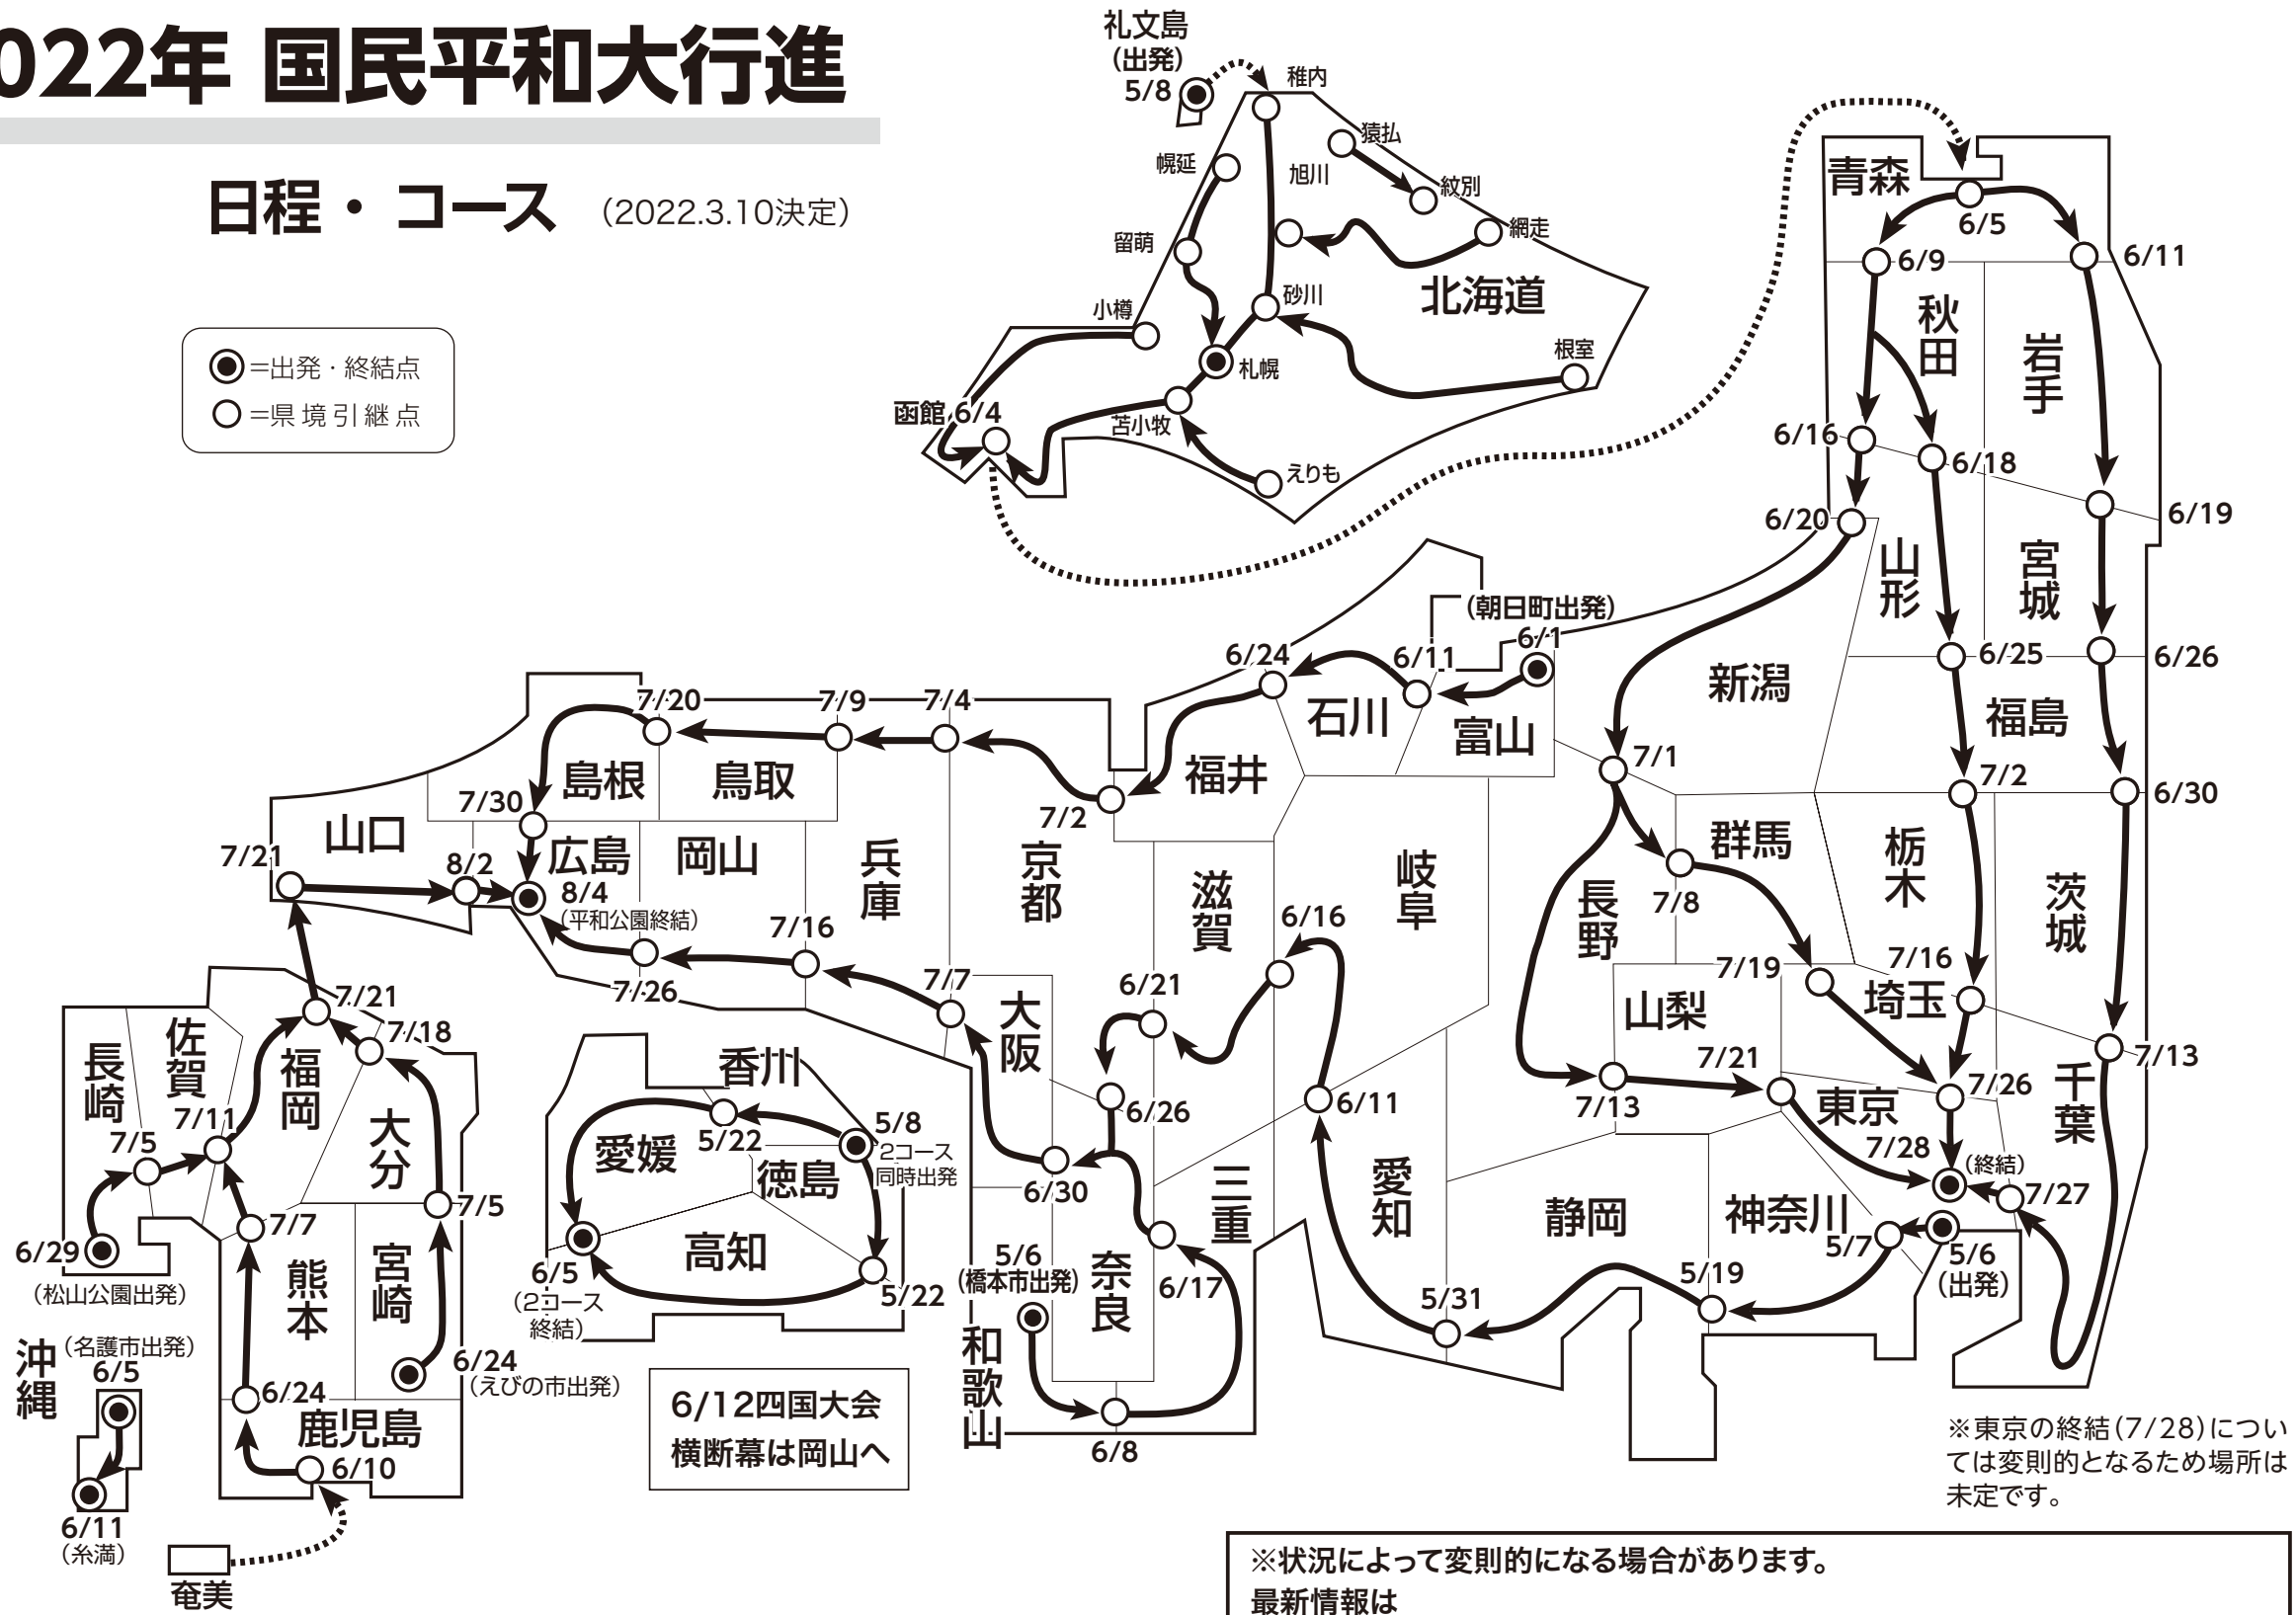 022年 国民平和大行進
日程・コース (2022.3.10決定)
=出発・終結点
=県境引継点
礼文島
(出発)
5/8
稚内
猿払
幌延
旭川
紋別
留萌
網走
小樽
砂川
北海道
札幌
根室
函館 6/4
苫小牧
えりも
青森
6/5
6/9
6/11
秋田
岩手
6/16
6/18
6/19
6/20
山形
宮城
6/25
6/26
新潟
福島
(朝日町出発)
6/1
6/11
6/24
石川
富山
7/1
7/2
6/30
7/20
7/9
7/4
島根
鳥取
福井
7/30
7/2
山口
7/21
8/2
広島
岡山
8/4
(平和公園終結)
兵庫
京都
滋賀
岐阜
長野
群馬
7/8
栃木
茨城
7/16
7/26
6/16
6/21
7/7
大阪
7/19
7/16
埼玉
山梨
7/21
7/13
7/13
千葉
7/26
東京
7/28
(終結)
7/27
神奈川
5/7
5/6
(出発)
5/19
静岡
5/31
愛知
6/11
三重
6/26
6/30
6/17
5/6
(橋本市出発)
奈良
和歌山
6/8
香川
5/8
2コース
同時出発
5/22
愛媛
徳島
高知
6/5
(2コース
終結)
5/22
6/12四国大会
横断幕は岡山へ
7/21
7/18
佐賀
長崎
福岡
7/11
7/5
大分
7/5
7/7
6/29
(松山公園出発)
熊本
宮崎
6/24
(えびの市出発)
6/24
鹿児島
6/10
沖縄
(名護市出発)
6/5
6/11
(糸満)
奄美
※東京の終結(7/28)につい
ては変則的となるため場所は
未定です。
※状況によって変則的になる場合があります。
最新情報は